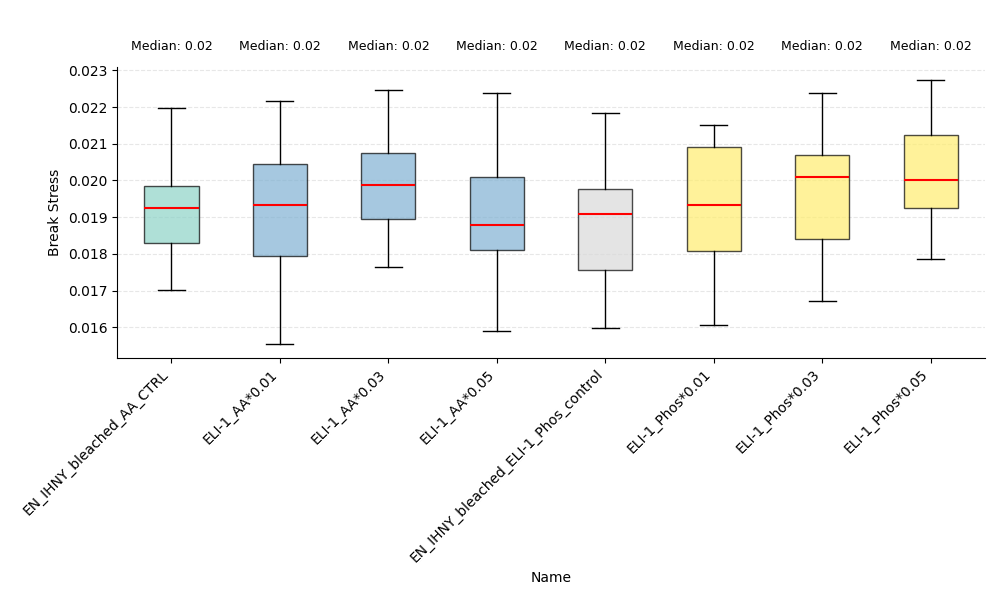 Median: 0.02 Median: 0.02 Median: 0.02 Median: 0.02 Median: 0.02 Median: 0.02 Median: 0.02 Median: 0.02
0.023
0.022
0.021
0.020
0.019
0.018
0.017
0.016
Break Stress
EN_IHNY_bleached_AA_CTRL
ELI-1_AA*0.01
ELI-1_AA*0.03
ELI-1_AA*0.05
EN_IHNY_bleached_ELI-1_Phos_control
ELI-1_Phos*0.01
ELI-1_Phos*0.03
ELI-1_Phos*0.05
Name